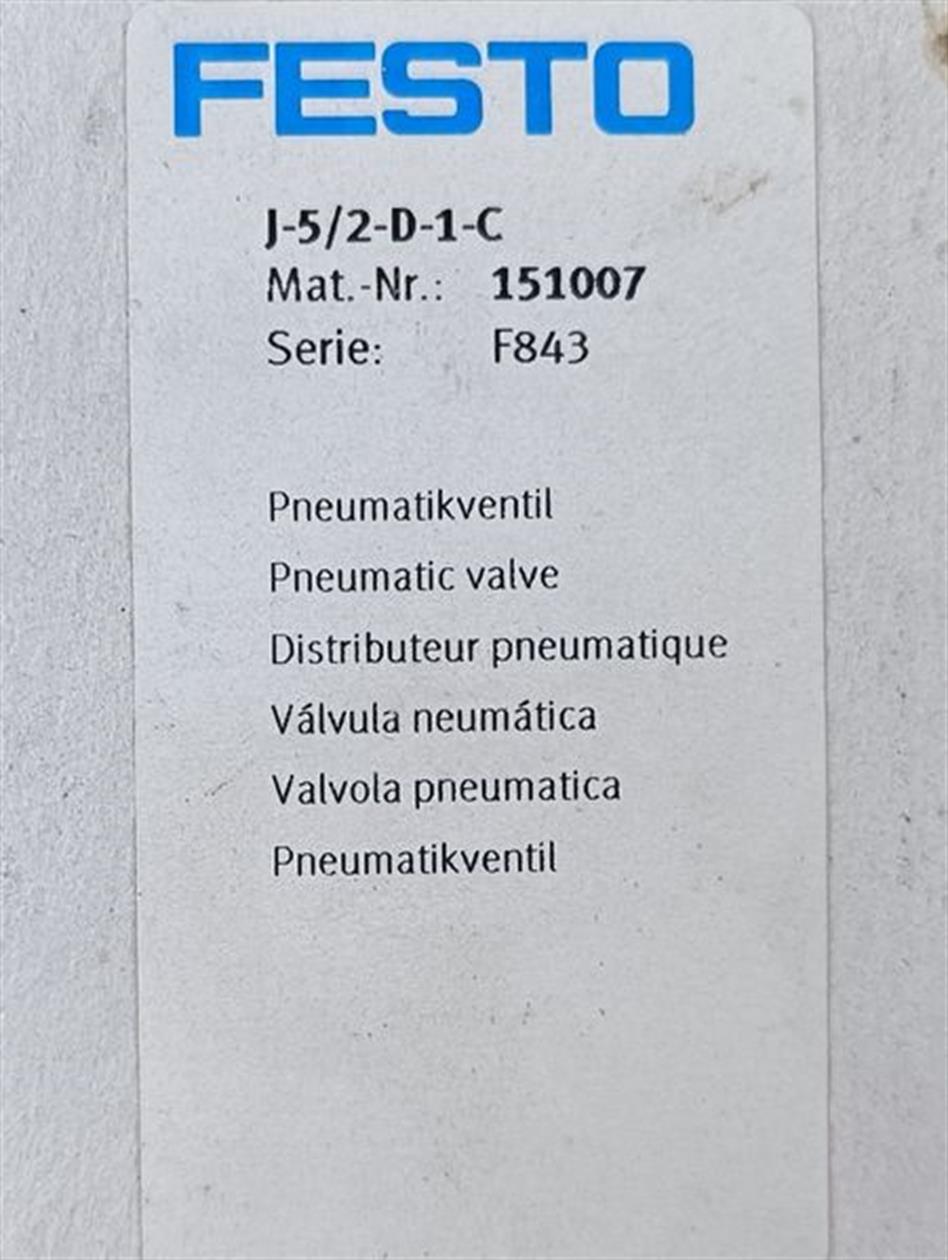 FESTO
J-5/2-D-1-C
Mat.-Nr.: 151007
Serie: F843
Pneumatikventil
Pneumatic valve
Distributeur pneumatique
Válvula neumática
Valvola pneumatica
Pneumatikventil